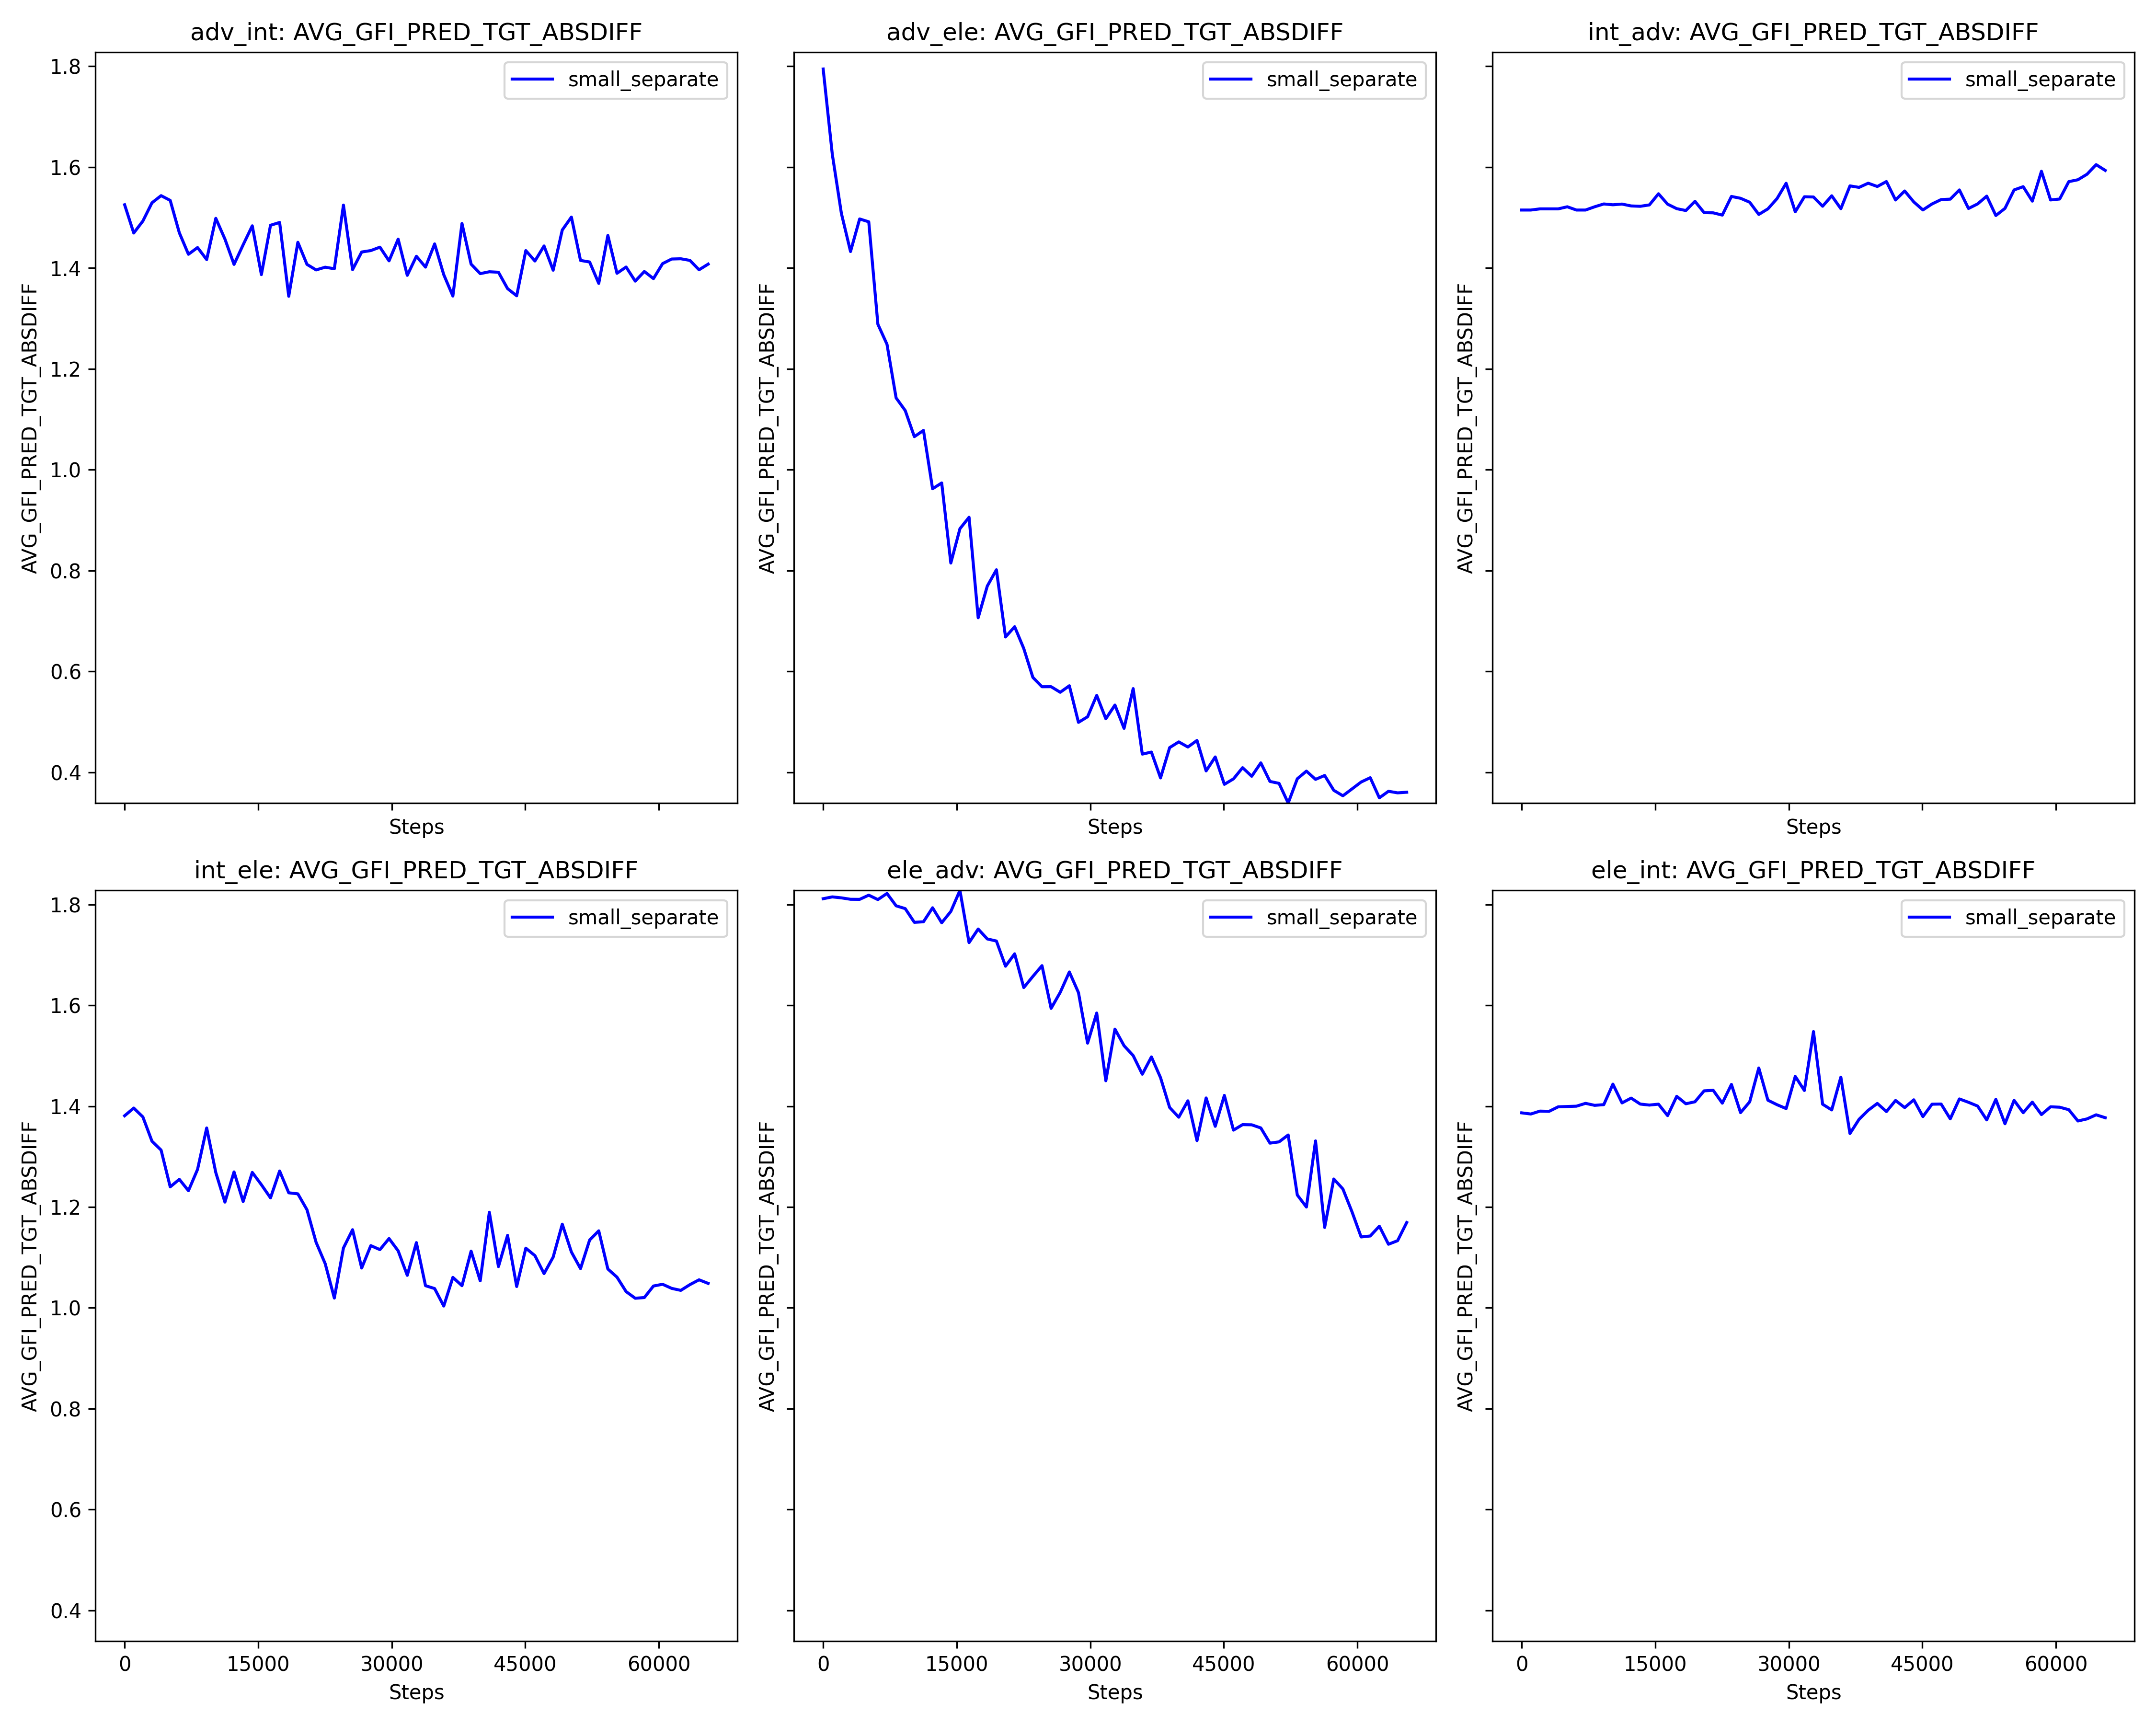 adv_int: AVG_GFI_PRED_TGT_ABSDIFF
small_separate
AVG_GFI_PRED_TGT_ABSDIFF
1.8
1.6
1.4
1.2
1.0
0.8
0.6
0.4
Steps
adv_ele: AVG_GFI_PRED_TGT_ABSDIFF
small_separate
AVG_GFI_PRED_TGT_ABSDIFF
Steps
int_adv: AVG_GFI_PRED_TGT_ABSDIFF
small_separate
AVG_GFI_PRED_TGT_ABSDIFF
Steps
int_ele: AVG_GFI_PRED_TGT_ABSDIFF
small_separate
AVG_GFI_PRED_TGT_ABSDIFF
1.8
1.6
1.4
1.2
1.0
0.8
0.6
0.4
0 15000 30000 45000 60000
Steps
ele_adv: AVG_GFI_PRED_TGT_ABSDIFF
small_separate
AVG_GFI_PRED_TGT_ABSDIFF
0 15000 30000 45000 60000
Steps
ele_int: AVG_GFI_PRED_TGT_ABSDIFF
small_separate
AVG_GFI_PRED_TGT_ABSDIFF
0 15000 30000 45000 60000
Steps